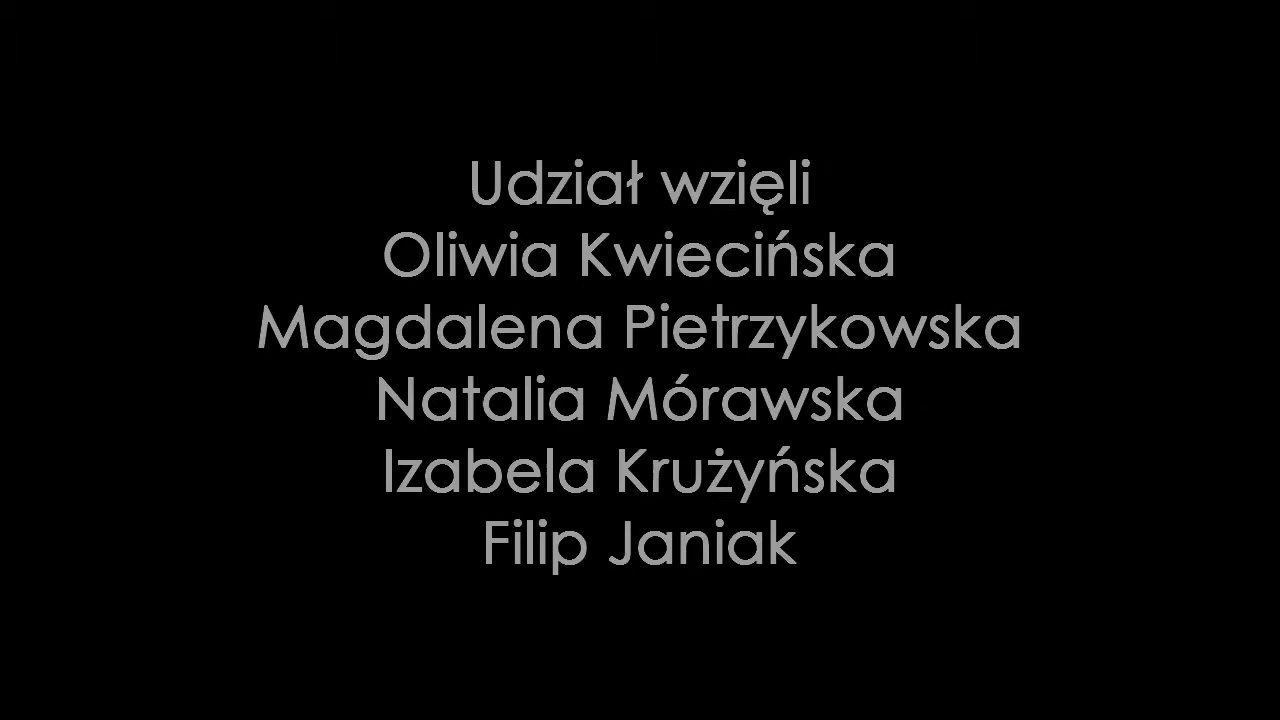 Udział wzięli
Oliwia Kwiecińska
Magdalena Pietrzykowska
Natalia Mórawska
Izabela Krużyńska
Filip Janiak